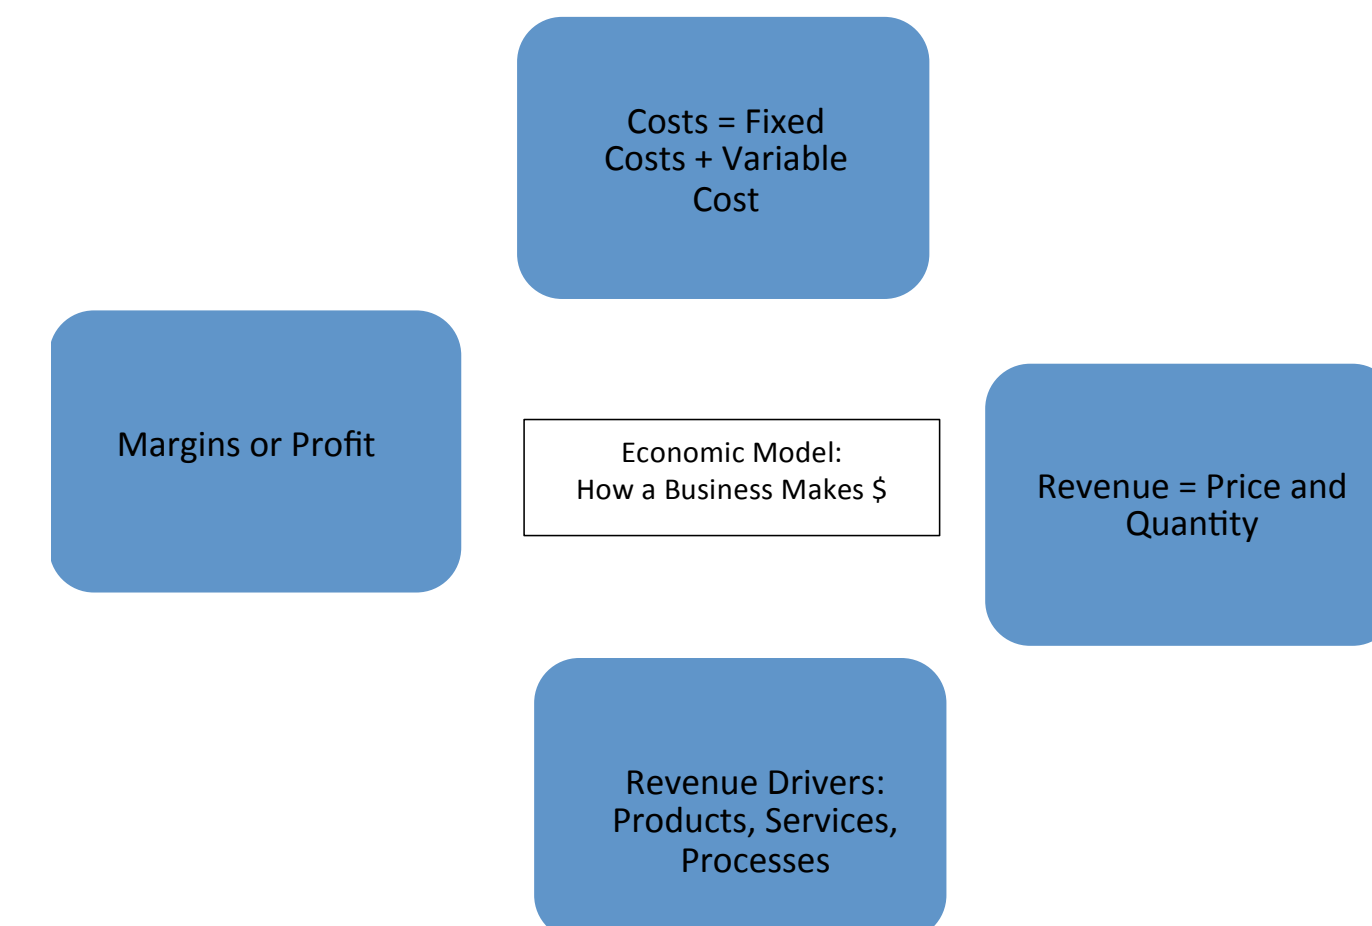 Costs = Fixed
Costs + Variable
Cost
Margins or Profit
Economic Model:
How a Business Makes $
Revenue = Price and
Quantity
Revenue Drivers:
Products, Services,
Processes